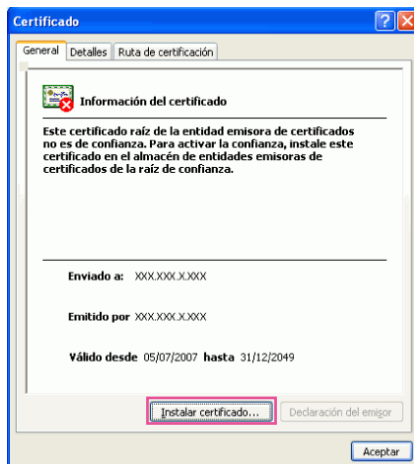 Certificado
General Detalles Ruta de certificación
Información del certificado
Este certificado raíz de la entidad emisora de certificados
no es de confianza. Para activar la confianza, instale este
certificado en el almacén de entidades emisoras de
certificados de la raíz de confianza.
Enviado a: XXX.XXX.X.XXX
Emitido por XXX.XXX.X.XXX
Válido desde 05/07/2007 hasta 31/12/2049
Instalar certificado... Declaración del emisor
Aceptar